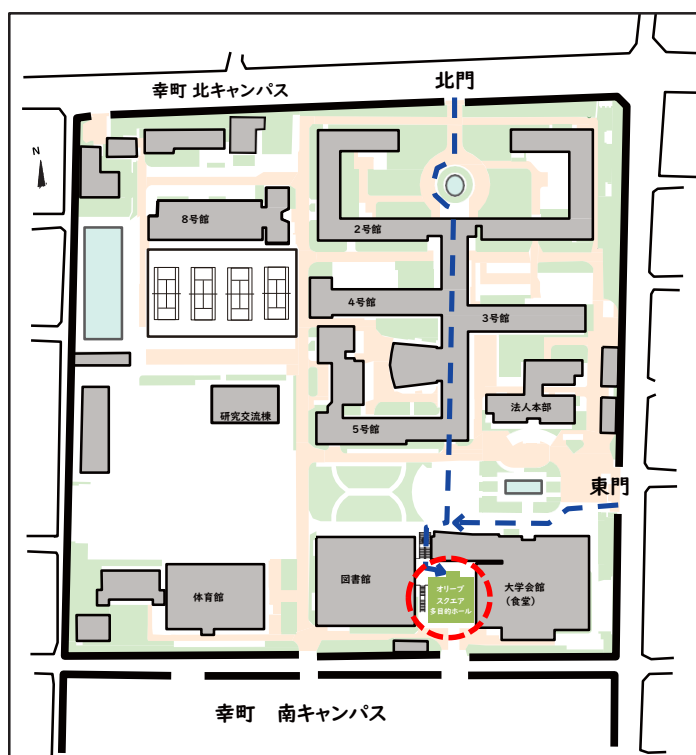 北門
幸町 北キャンパス
N
8号館
2号館
4号館
3号館
法人本部
研究交流棟
5号館
東門
図書館
体育館
オリーブ
スクエア
多目的ホール
大学会館
(食堂)
幸町 南キャンパス